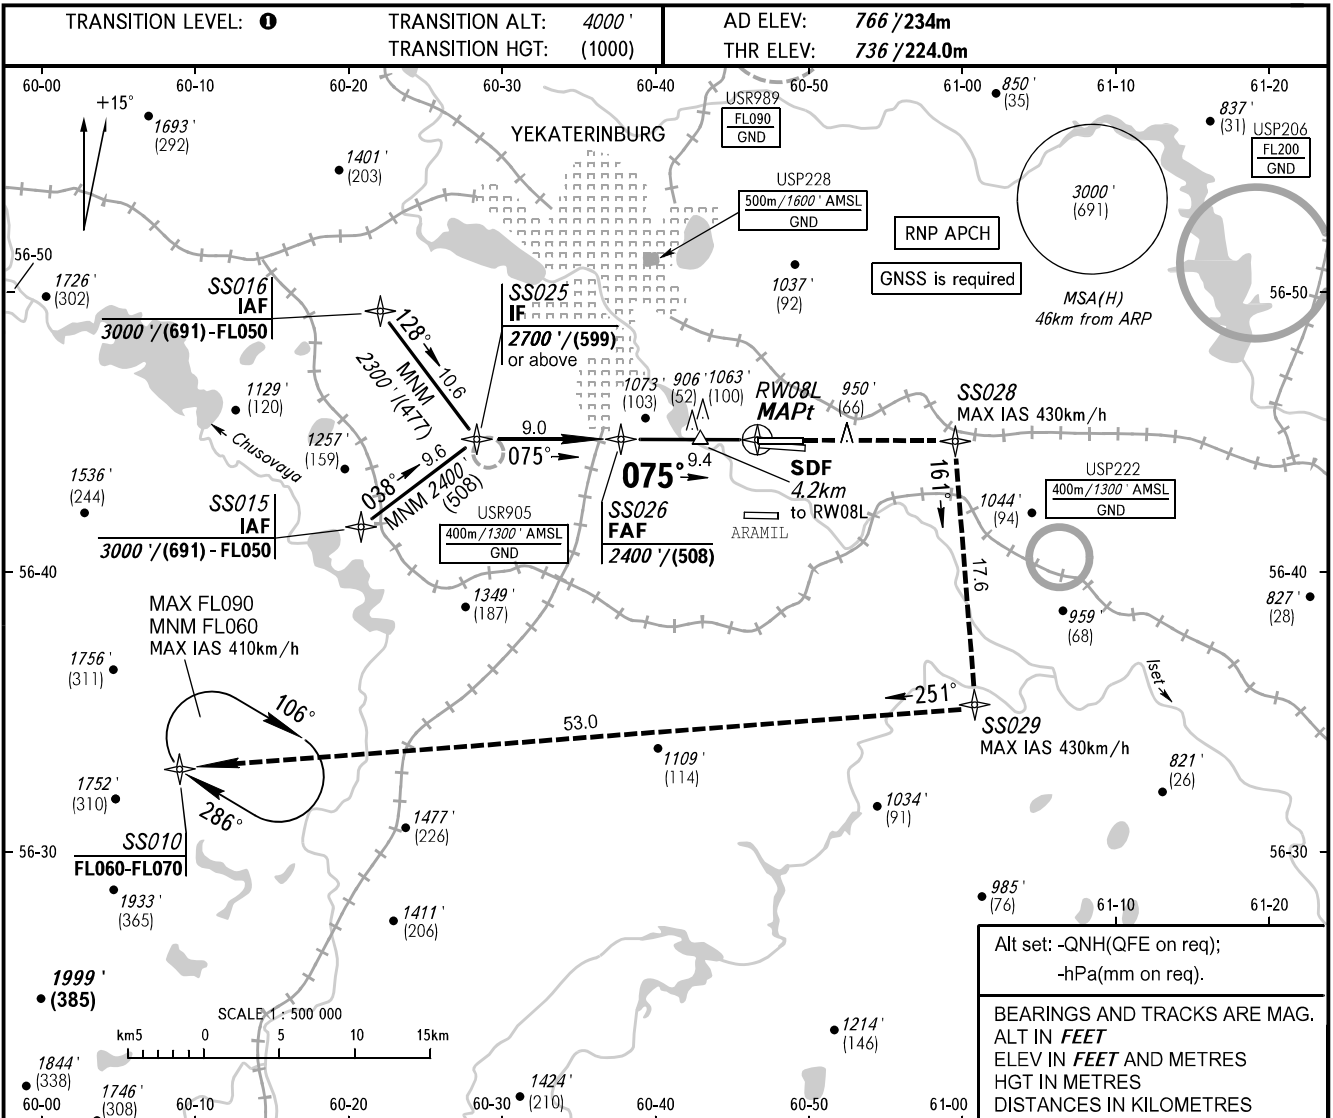 TRANSITION LEVEL: ❶
TRANSITION ALT: 4000 '
TRANSITION HGT: (1000)
AD ELEV: 766 '/234m
THR ELEV: 736 '/224.0m
60-00
60-10
60-20
60-30
60-40
60-50
61-00
61-10
61-20
+15°
1693 '
(292)
1401 '
(203)
YEKATERINBURG
USR989
FL090
GND
850 '
(35)
837 '
(31)
USP206
FL200
GND
USP228
500m/1600' AMSL
GND
3000 '
(691)
RNP APCH
GNSS is required
MSA(H)
46km from ARP
56-50
1726 '
(302)
1037 '
(92)
56-50
SS016
IAF
3000 '/(691)-FL050
SS025
IF
2700 '/(599)
or above
128°
10.6
MNM
2300 '/(477)
1129 '
(120)
Chusovaya
1257 '
(159)
1073 '
(103)
906 '
(52)
1063 '
(100)
RW08L
MAPt
950 '
(66)
SS028
MAX IAS 430km/h
9.0
075°
038°
9.6
MNM 2400 '
(508)
075°
9.4
SDF
4.2km
to RW08L
ARAMIL
161°
17.6
USP222
400m/1300' AMSL
GND
1044 '
(94)
1536 '
(244)
SS015
IAF
3000 '/(691) - FL050
USR905
400m/1300' AMSL
GND
SS026
FAF
2400 '/(508)
56-40
56-40
1349 '
(187)
959 '
(68)
827 '
(28)
MAX FL090
MNM FL060
MAX IAS 410km/h
1756 '
(311)
Iset
106°
53.0
251°
SS029
MAX IAS 430km/h
1109 '
(114)
821 '
(26)
1752 '
(310)
286°
1477 '
(226)
1034 '
(91)
SS010
FL060-FL070
56-30
56-30
1933 '
(365)
1411 '
(206)
985 '
(76)
61-10
61-20
Alt set: -QNH(QFE on req);
-hPa(mm on req).
1999 '
(385)
SCALE 1 : 500 000
km5 0 5 10 15km
1214 '
(146)
BEARINGS AND TRACKS ARE MAG.
ALT IN FEET
ELEV IN FEET AND METRES
HGT IN METRES
DISTANCES IN KILOMETRES
1844 '
(338)
1746 '
(308)
1424 '
(210)
60-00
60-10
60-20
60-30
60-40
60-50
61-00